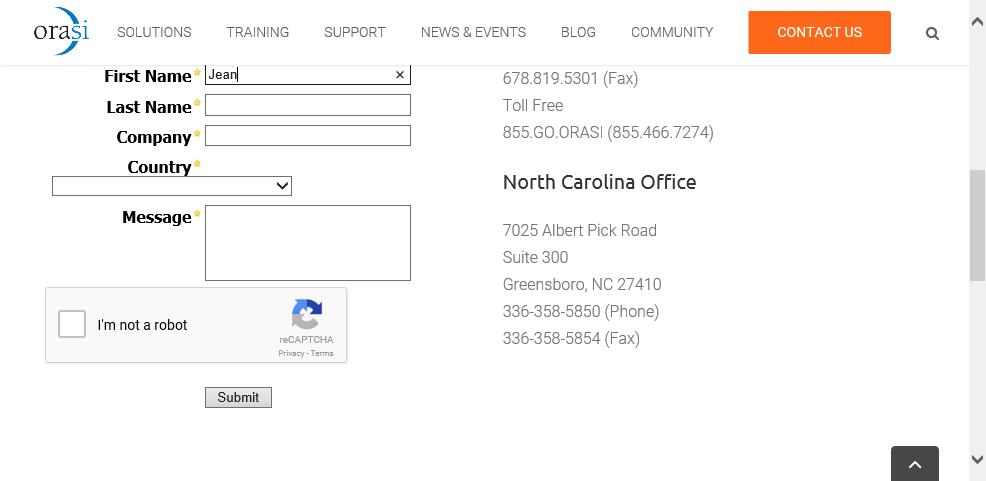 orasi SOLUTIONS TRAINING SUPPORT NEWS & EVENTS BLOG COMMUNITY CONTACT US
First Name Jean
Last Name
Company
Country
Message
I'm not a robot
reCAPTCHA
Privacy - Terms
Submit
678.819.5301 (Fax)
Toll Free
855.GO.ORASI (855.466.7274)
North Carolina Office
7025 Albert Pick Road
Suite 300
Greensboro, NC 27410
336-358-5850 (Phone)
336-358-5854 (Fax)